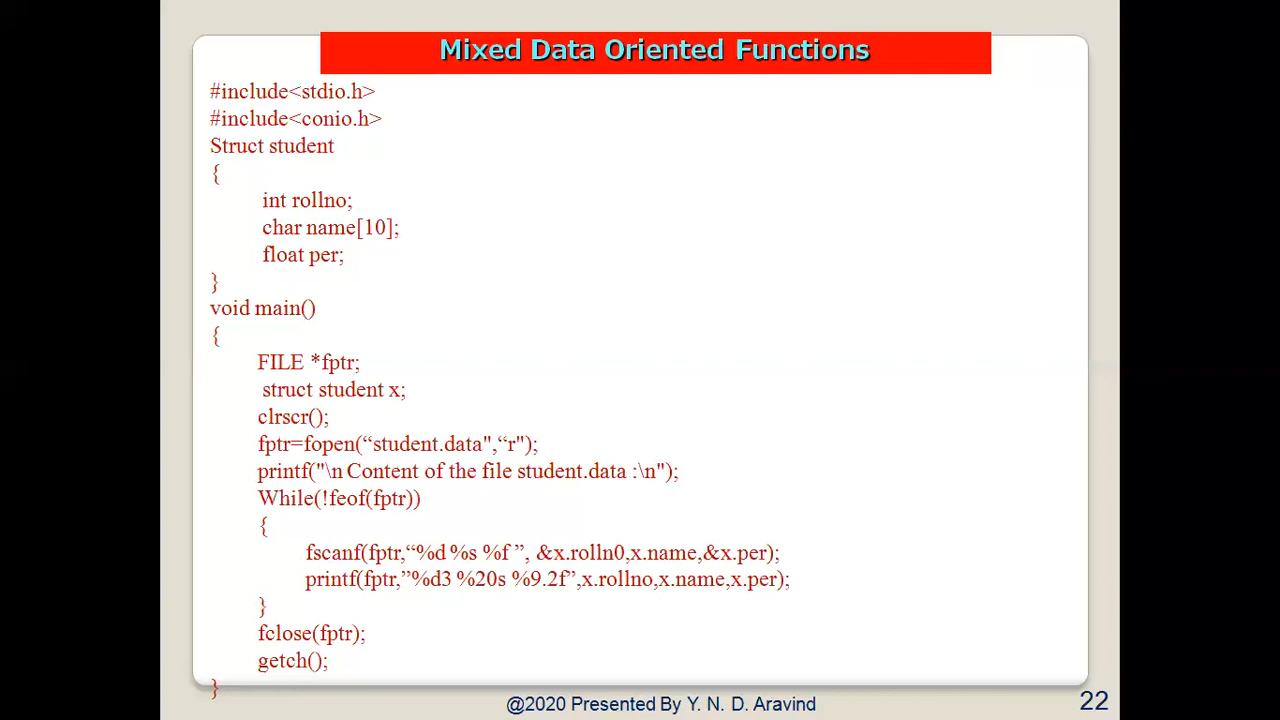 Mixed Data Oriented Functions
#include<stdio.h>
#include<conio.h>
Struct student
{
int rollno;
char name[10];
float per;
}
void main()
{
FILE *fptr;
struct student x;
clrscr();
fptr=fopen(“student.data",“r");
printf("\n Content of the file student.data :\n");
While(!feof(fptr))
{
fscanf(fptr,“%d %s %f ”, &x.rolln0,x.name,&x.per);
printf(fptr,”%d3 %20s %9.2f”,x.rollno,x.name,x.per);
}
fclose(fptr);
getch();
}
@2020 Presented By Y. N. D. Aravind
22